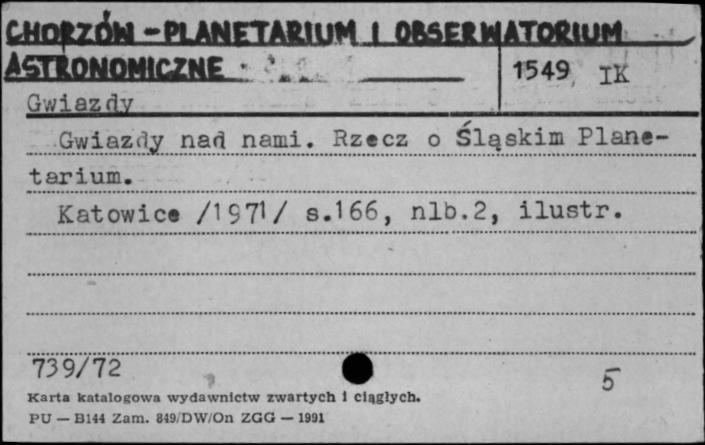 CHORZÓW - PLANETARIUM I OBSERWATORIUM
ASTRONOMICZNE
1549 IK
Gwiazdy
Gwiazdy nad nami. Rzecz o Śląskim Plane-
tarium.
Katowice /1971/ s.166, nlb.2, ilustr.
739/72
5
Karta katalogowa wydawnictw zwartych i ciągłych.
PU — B144 Zam. 849/DW/On ZGG — 1991